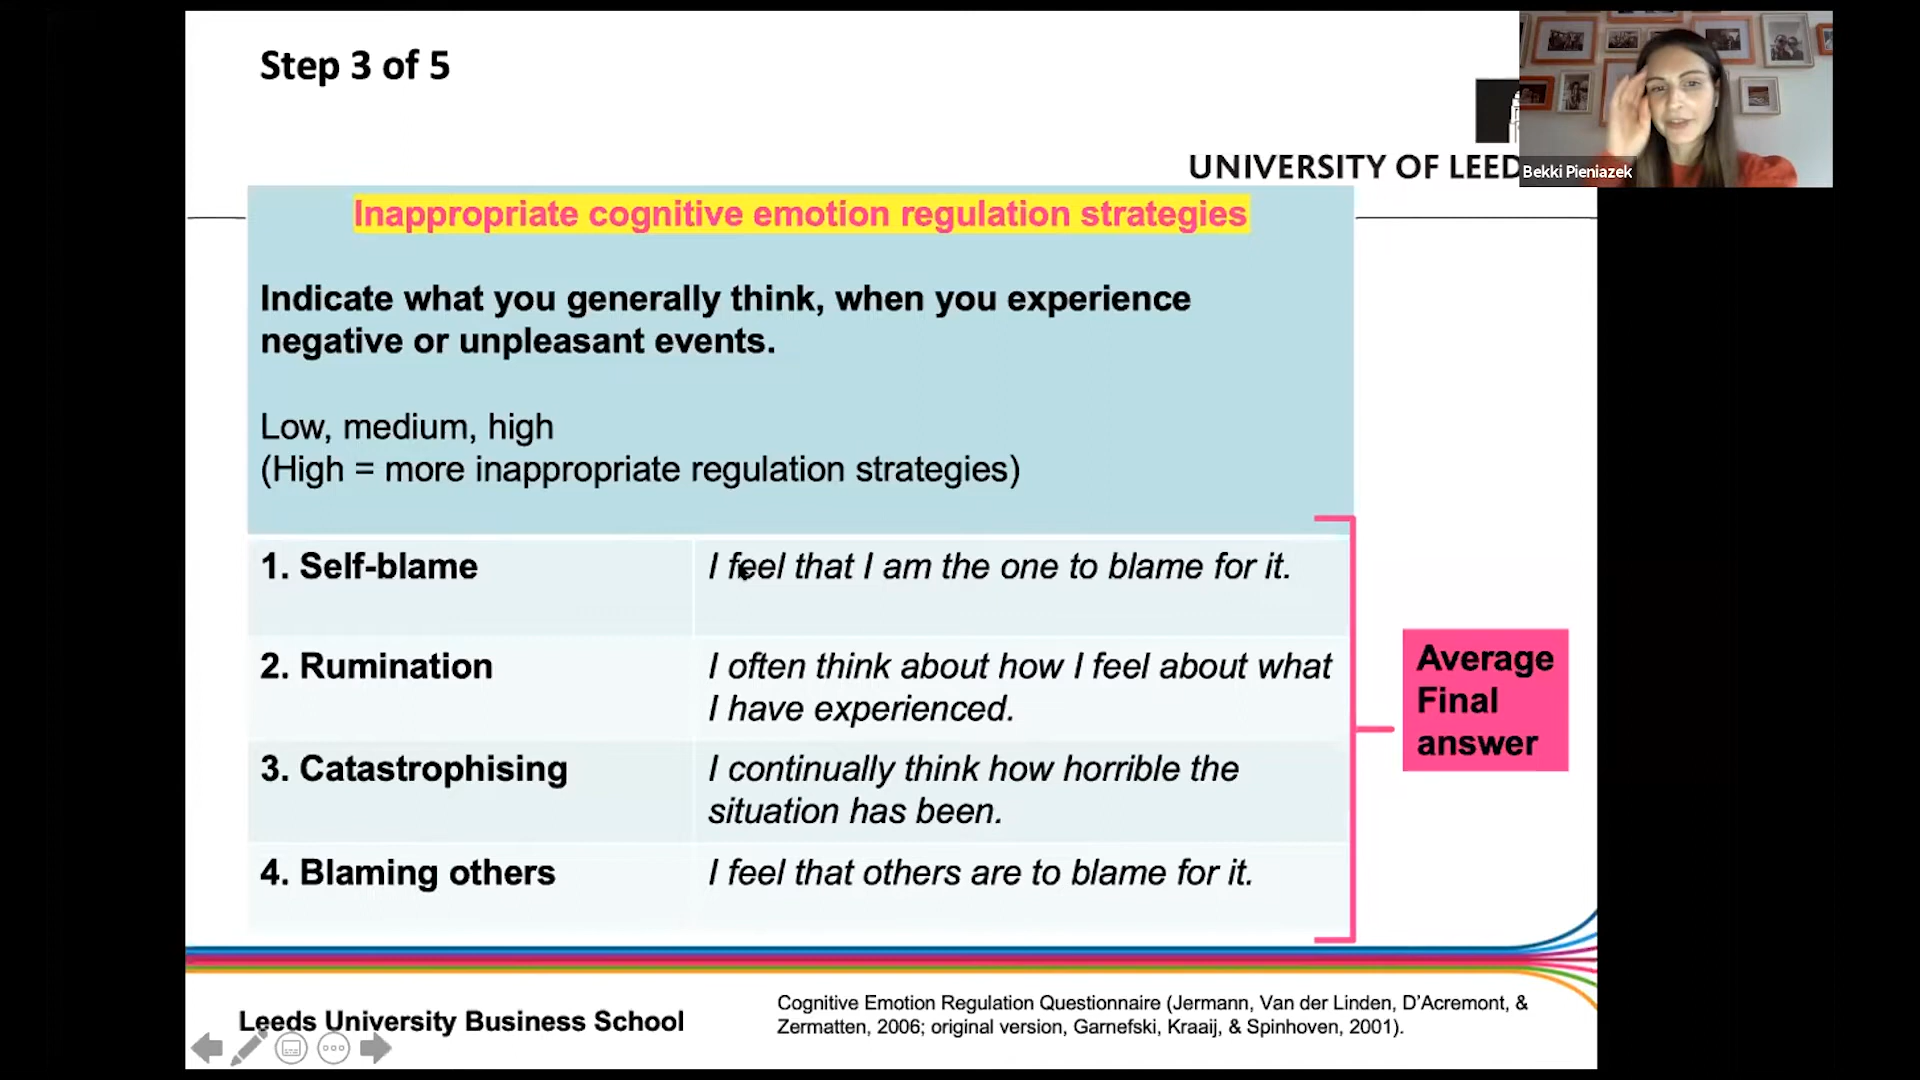 Step 3 of 5
UNIVERSITY OF LEED
Bekki Pieniazek
Inappropriate cognitive emotion regulation strategies
Indicate what you generally think, when you experience
negative or unpleasant events.
Low, medium, high
(High = more inappropriate regulation strategies)
1. Self-blame
I feel that I am the one to blame for it.
2. Rumination
I often think about how I feel about what
I have experienced.
3. Catastrophising
I continually think how horrible the
situation has been.
4. Blaming others
I feel that others are to blame for it.
Average
Final
answer
Leeds University Business School
Cognitive Emotion Regulation Questionnaire (Jermann, Van der Linden, D'Acremont, &
Zermatten, 2006; original version, Garnefski, Kraaij, & Spinhoven, 2001).